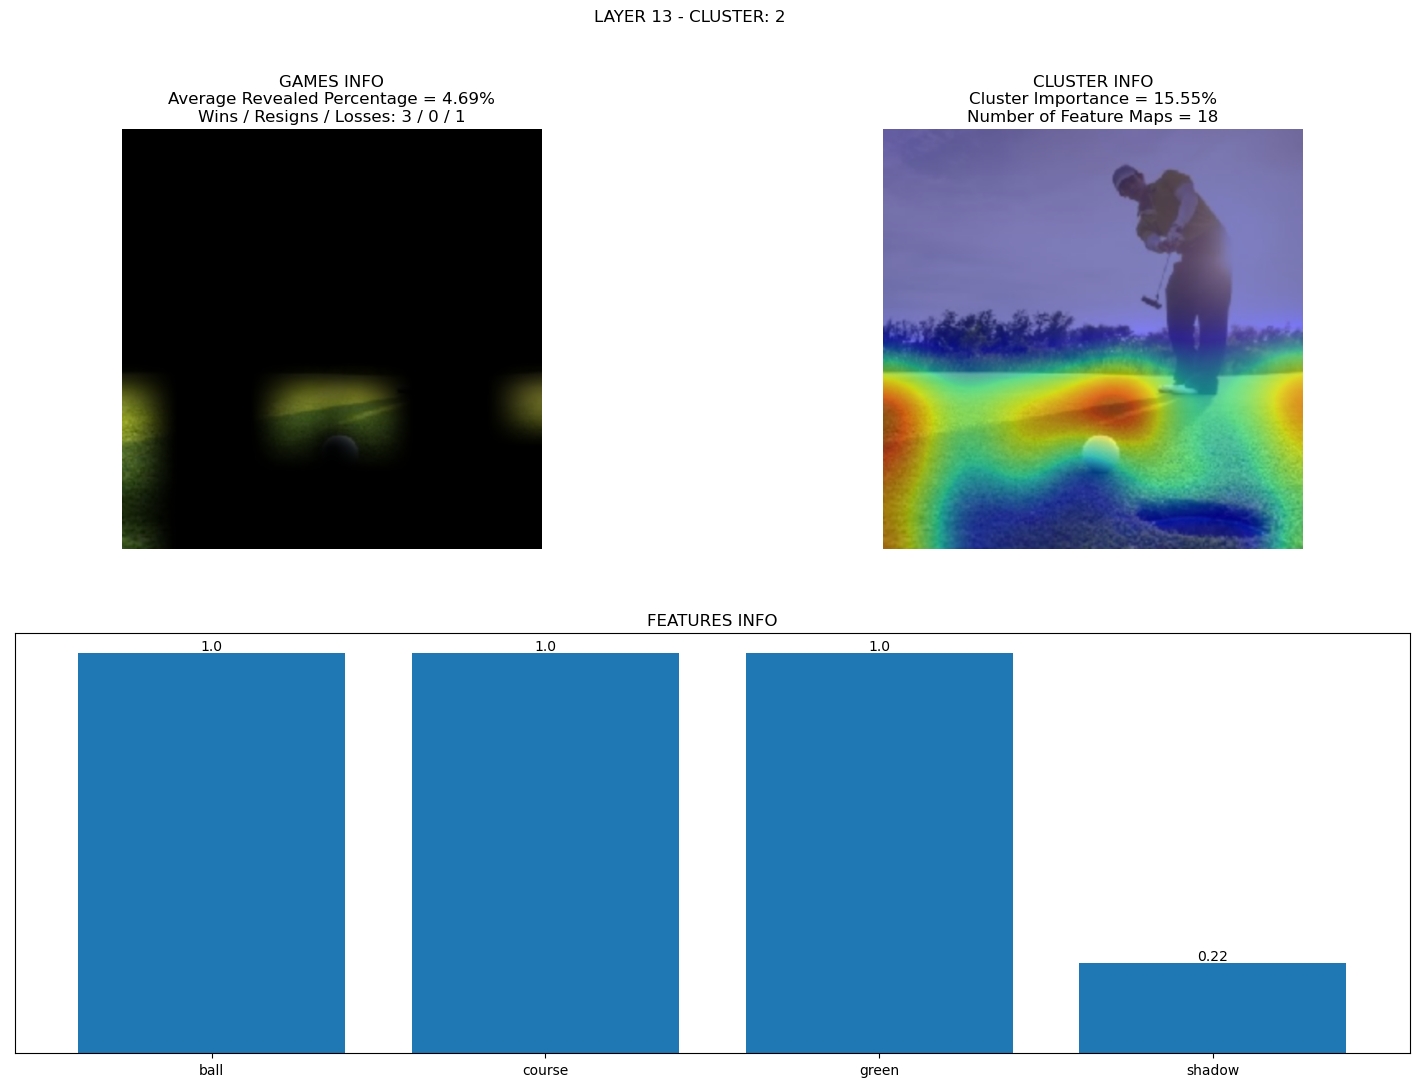 LAYER 13 - CLUSTER: 2
GAMES INFO
Average Revealed Percentage = 4.69%
Wins / Resigns / Losses: 3 / 0 / 1
CLUSTER INFO
Cluster Importance = 15.55%
Number of Feature Maps = 18
FEATURES INFO
1.0
1.0
1.0
0.22
ball
course
green
shadow